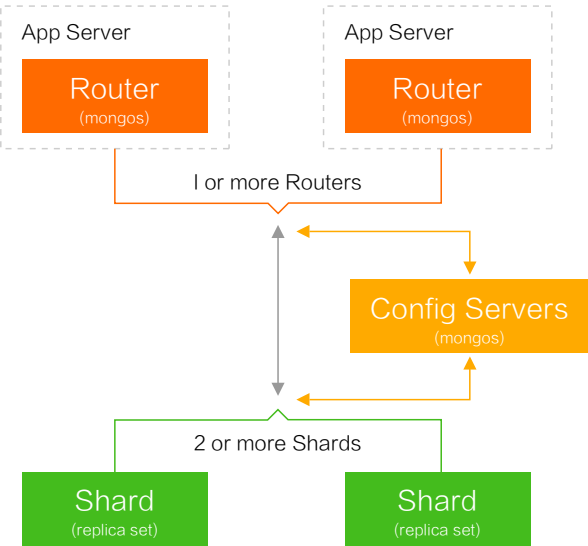 App Server
Router
(mongos)
App Server
Router
(mongos)
1 or more Routers
Config Servers
(mongos)
2 or more Shards
Shard
(replica set)
Shard
(replica set)